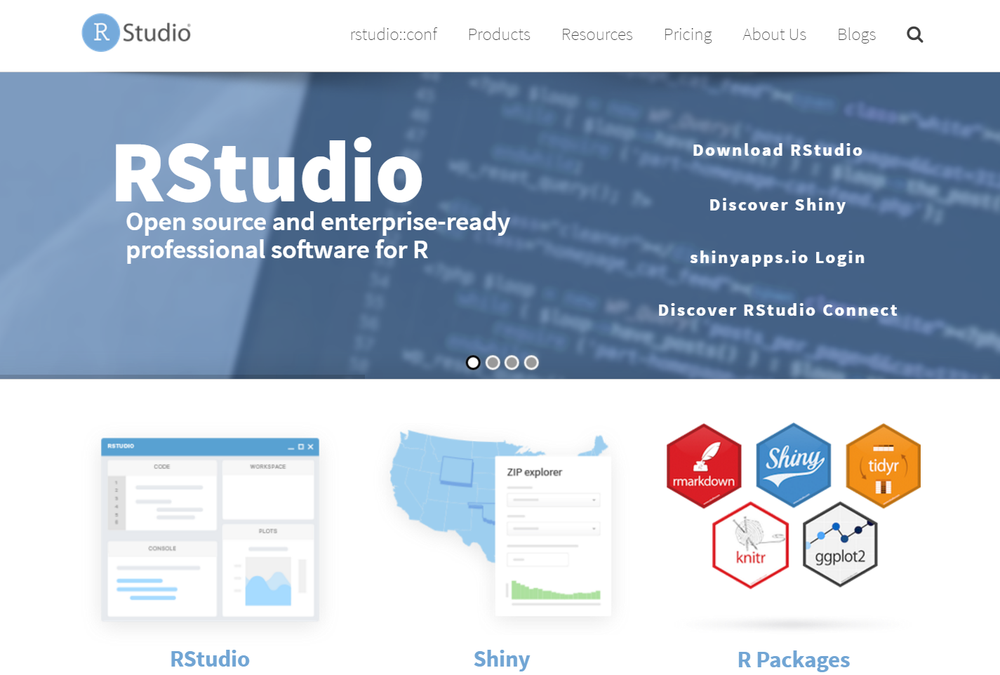 R Studio
rstudio::conf Products Resources Pricing About Us Blogs
RStudio
Open source and enterprise-ready
professional software for R
Download RStudio
Discover Shiny
shinyapps.io Login
Discover RStudio Connect
RSTUDIO
CODE
WORKSPACE
CONSOLE
PLOTS
ZIP explorer
rmarkdown
Shiny
tidyr
knitr
ggplot2
RStudio
Shiny
R Packages